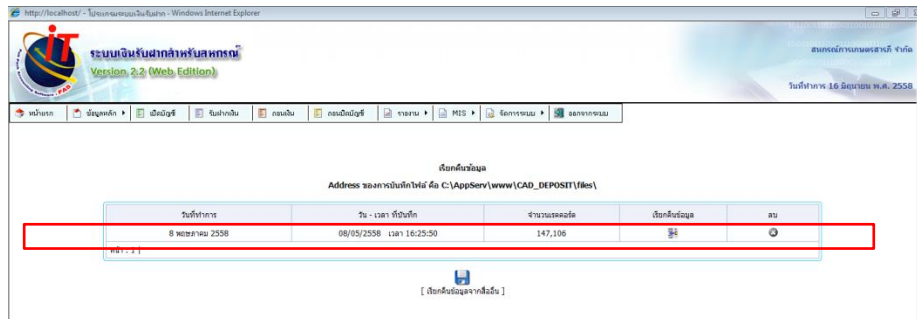 http://localhost/ - โปรแกรมระบบเงินรับฝาก - Windows Internet Explorer
iT
ระบบเงินรับฝากสำหรับสหกรณ์
Version 2.2 (Web Edition)
สหกรณ์การเกษตรสารภี จำกัด
วันที่ทำการ 16 มิถุนายน พ.ศ. 2558
หน้าแรก ข้อมูลหลัก เปิดบัญชี รับฝากเงิน ถอนเงิน ถอนปิดบัญชี รายงาน MIS จัดการระบบ ออกจากระบบ
เรียกคืนข้อมูล
Address ของการบันทึกไฟล์ คือ C:\AppServ\www\CAD_DEPOSIT\files\
วันที่ทำการ วัน - เวลา ที่บันทึก จำนวนเรคคอร์ด เรียกคืนข้อมูล ลบ
8 พฤษภาคม 2558 08/05/2558 เวลา 16:25:50 147,106
หน้า : 1 |
[ เรียกคืนข้อมูลจากสื่ออื่น ]